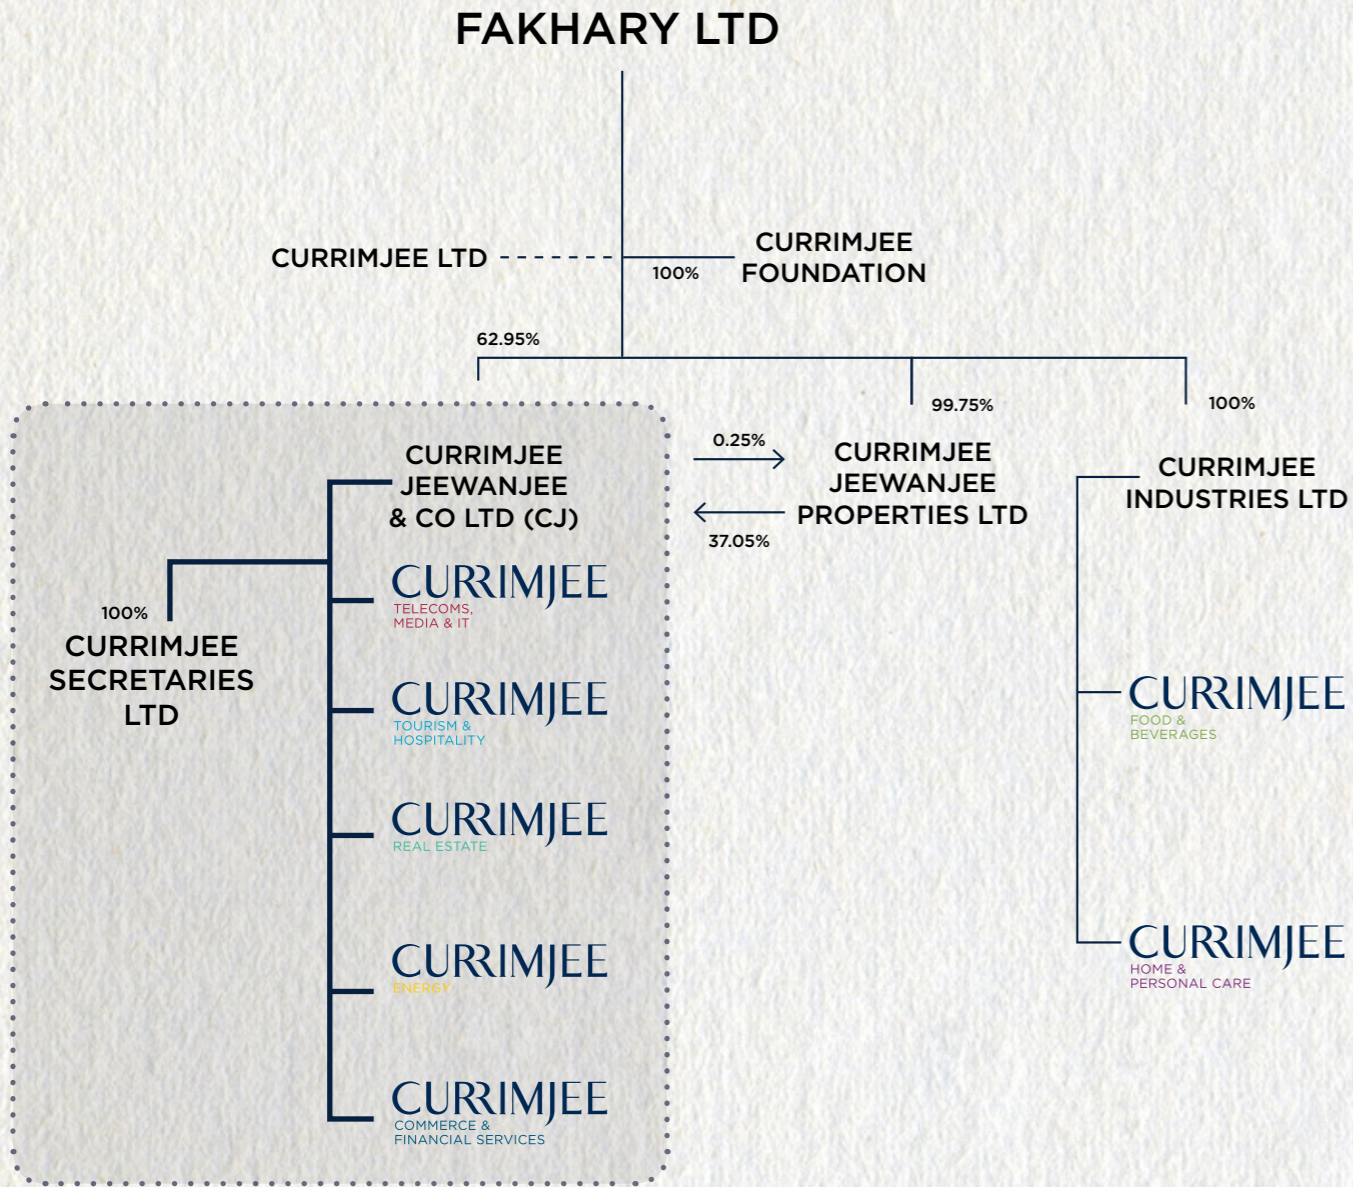 FAKHARY LTD
CURRIMJEE LTD
100%
CURRIMJEE
FOUNDATION
62.95%
99.75%
100%
CURRIMJEE
JEEWANJEE
& CO LTD (CJ)
0.25%
37.05%
CURRIMJEE
JEEWANJEE
PROPERTIES LTD
CURRIMJEE
INDUSTRIES LTD
100%
CURRIMJEE
SECRETARIES
LTD
CURRIMJEE
TELECOMS,
MEDIA & IT
CURRIMJEE
TOURISM &
HOSPITALITY
CURRIMJEE
REAL ESTATE
CURRIMJEE
ENERGY
CURRIMJEE
COMMERCE &
FINANCIAL SERVICES
CURRIMJEE
FOOD &
BEVERAGES
CURRIMJEE
HOME &
PERSONAL CARE